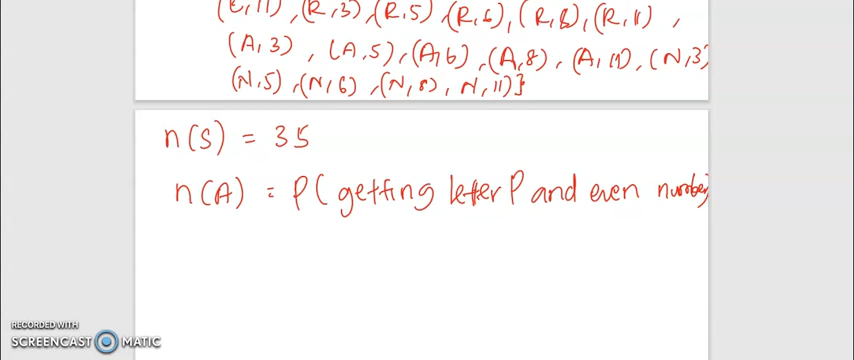 (E,11),(R,3),(R,5),(R,6),(R,8),(R,11),
(A,3),(A,5),(A,6),(A,8),(A,11),(N,3)
(N,5),(N,6),(N,8),N,11)}
n(S) = 35
n(A) = P(getting letter P and even number
RECORDED WITH
SCREENCAST MATIC